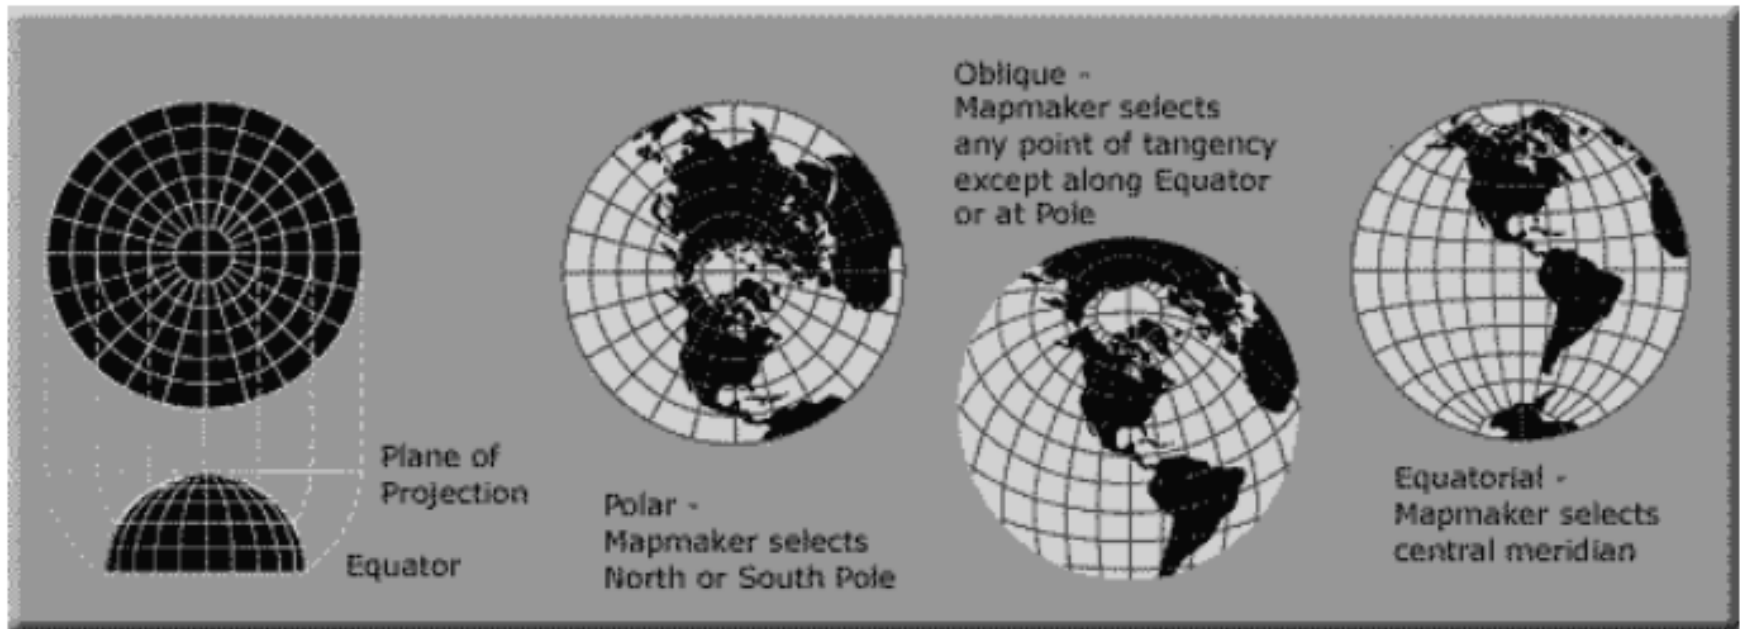 Plane of
Projection
Equator
Polar -
Mapmaker selects
North or South Pole
Oblique -
Mapmaker selects
any point of tangency
except along Equator
or at Pole
Equatorial -
Mapmaker selects
central meridian